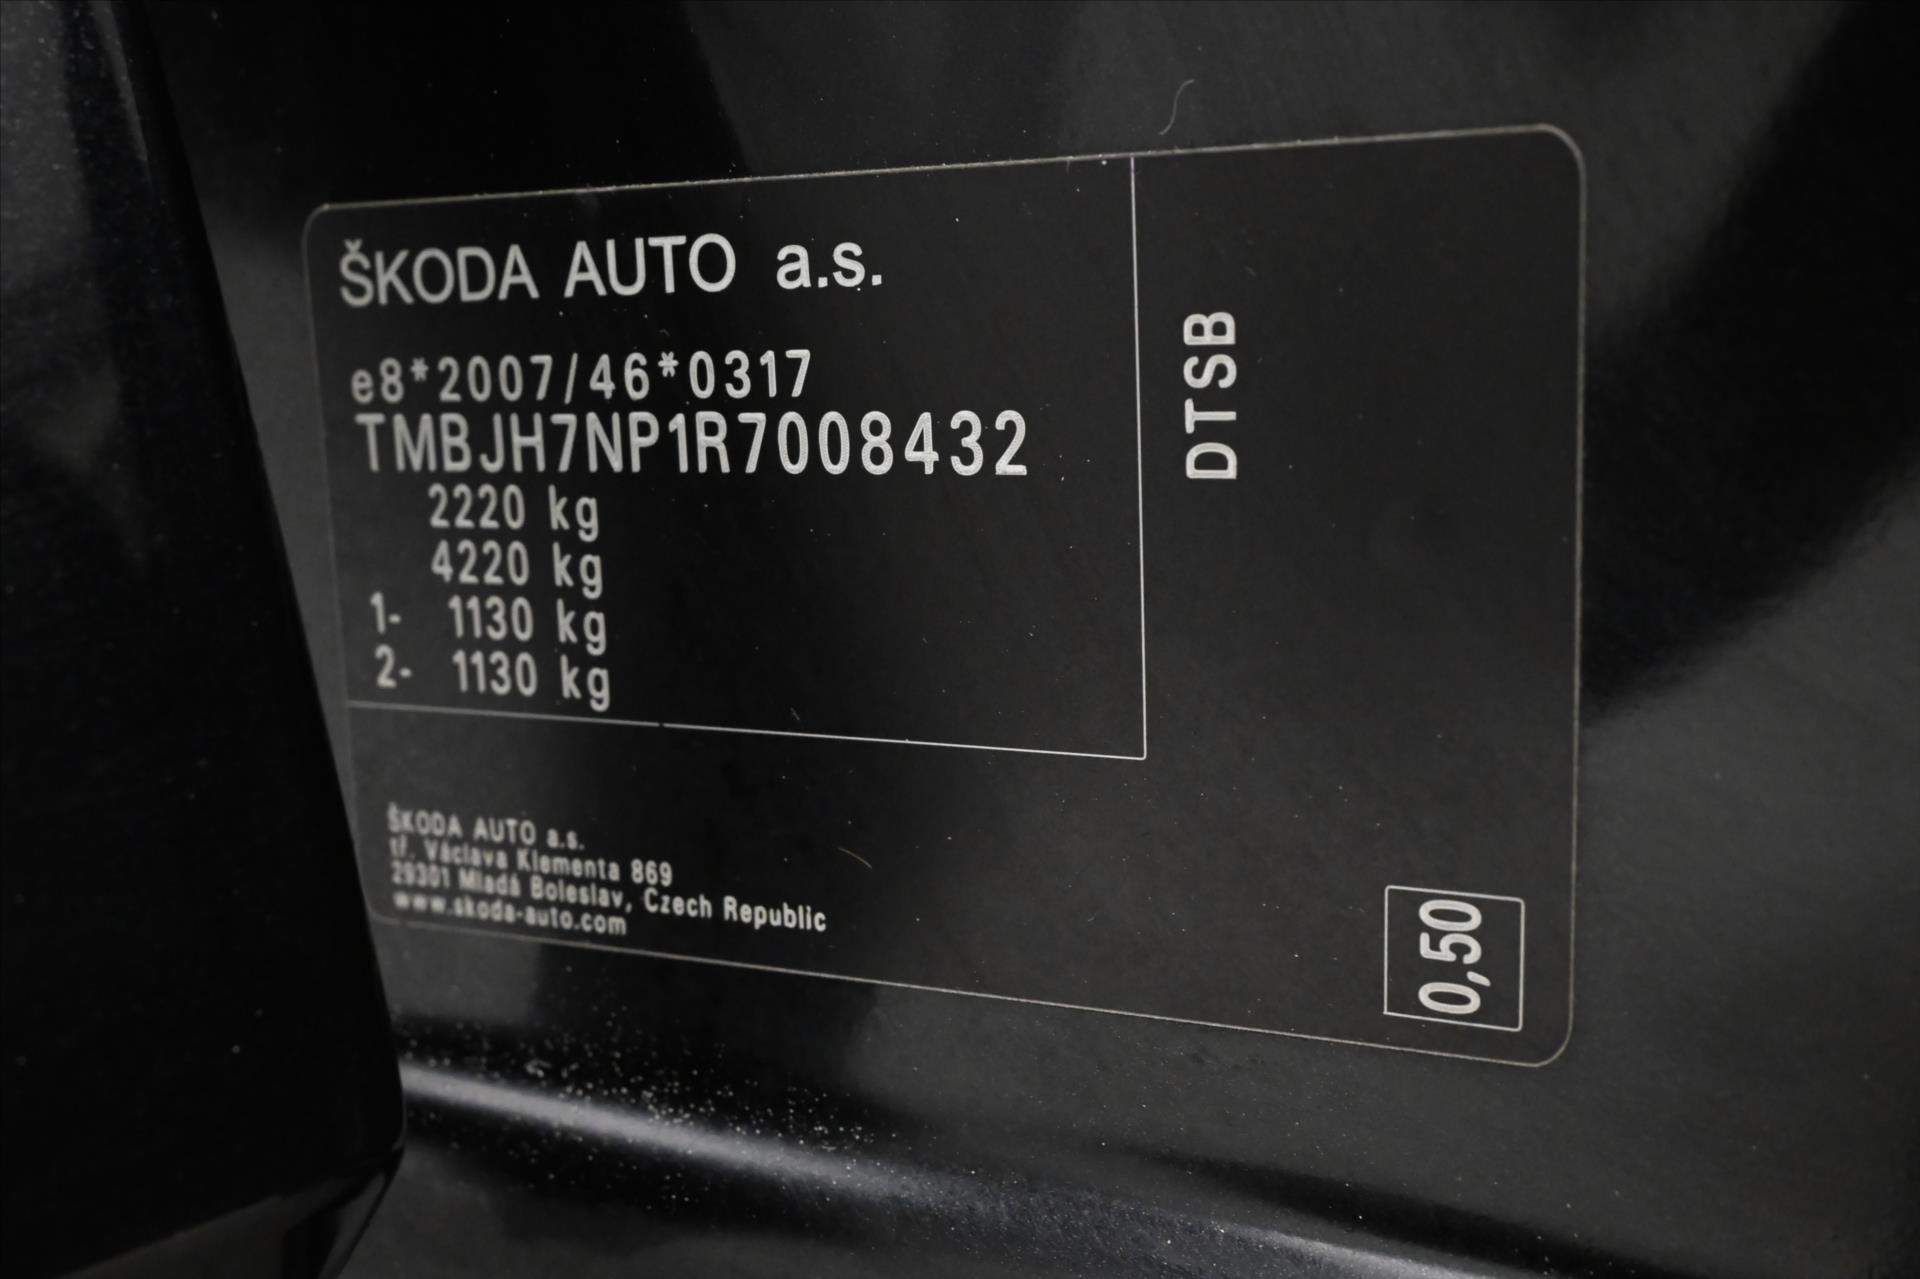 ŠKODA AUTO a.s.
e8*2007/46*0317
TMBJH7NP1R7008432
2220 kg
4220 kg
1- 1130 kg
2- 1130 kg
DTSB
ŠKODA AUTO a.s.
tř. Václava Klementa 869
29301 Mladá Boleslav, Czech Republic
www.skoda-auto.com
0,50